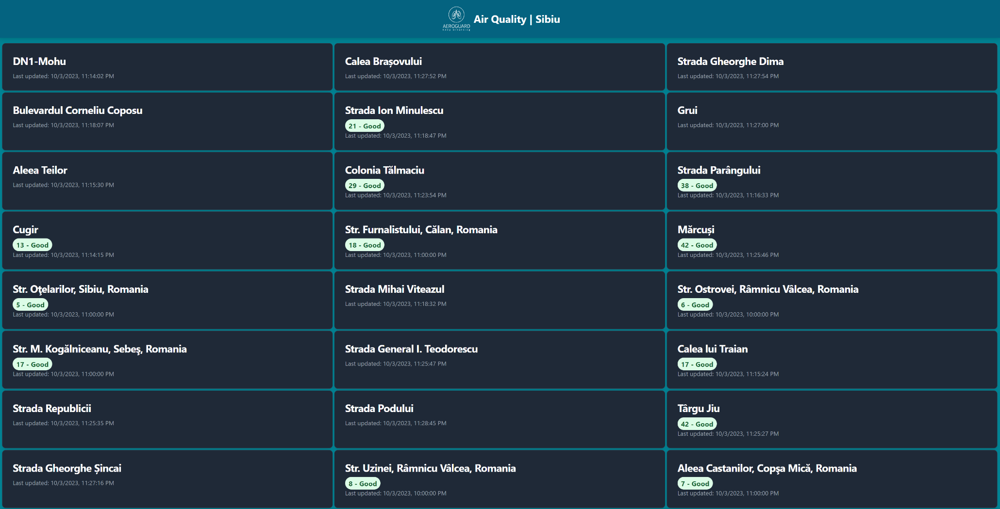 AEROGUARD
Keep Breathing
Air Quality | Sibiu
DN1-Mohu
Last updated: 10/3/2023, 11:14:02 PM
Calea Brașovului
Last updated: 10/3/2023, 11:27:52 PM
Strada Gheorghe Dima
Last updated: 10/3/2023, 11:27:54 PM
Bulevardul Corneliu Coposu
Last updated: 10/3/2023, 11:18:07 PM
Strada Ion Minulescu
21 - Good
Last updated: 10/3/2023, 11:18:47 PM
Grui
Last updated: 10/3/2023, 11:27:00 PM
Aleea Teilor
Last updated: 10/3/2023, 11:15:30 PM
Colonia Tălmaciu
29 - Good
Last updated: 10/3/2023, 11:23:54 PM
Strada Parângului
38 - Good
Last updated: 10/3/2023, 11:16:33 PM
Cugir
13 - Good
Last updated: 10/3/2023, 11:14:15 PM
Str. Furnalistului, Călan, Romania
18 - Good
Last updated: 10/3/2023, 11:00:00 PM
Mărcuși
42 - Good
Last updated: 10/3/2023, 11:25:46 PM
Str. Oţelarilor, Sibiu, Romania
5 - Good
Last updated: 10/3/2023, 11:00:00 PM
Strada Mihai Viteazul
Last updated: 10/3/2023, 11:18:32 PM
Str. Ostrovei, Râmnicu Vâlcea, Romania
6 - Good
Last updated: 10/3/2023, 10:00:00 PM
Str. M. Kogălniceanu, Sebeş, Romania
17 - Good
Last updated: 10/3/2023, 11:00:00 PM
Strada General I. Teodorescu
Last updated: 10/3/2023, 11:25:47 PM
Calea lui Traian
17 - Good
Last updated: 10/3/2023, 11:15:24 PM
Strada Republicii
Last updated: 10/3/2023, 11:25:35 PM
Strada Podului
Last updated: 10/3/2023, 11:28:45 PM
Târgu Jiu
42 - Good
Last updated: 10/3/2023, 11:25:27 PM
Strada Gheorghe Șincai
Last updated: 10/3/2023, 11:27:16 PM
Str. Uzinei, Râmnicu Vâlcea, Romania
8 - Good
Last updated: 10/3/2023, 10:00:00 PM
Aleea Castanilor, Copşa Mică, Romania
7 - Good
Last updated: 10/3/2023, 11:00:00 PM